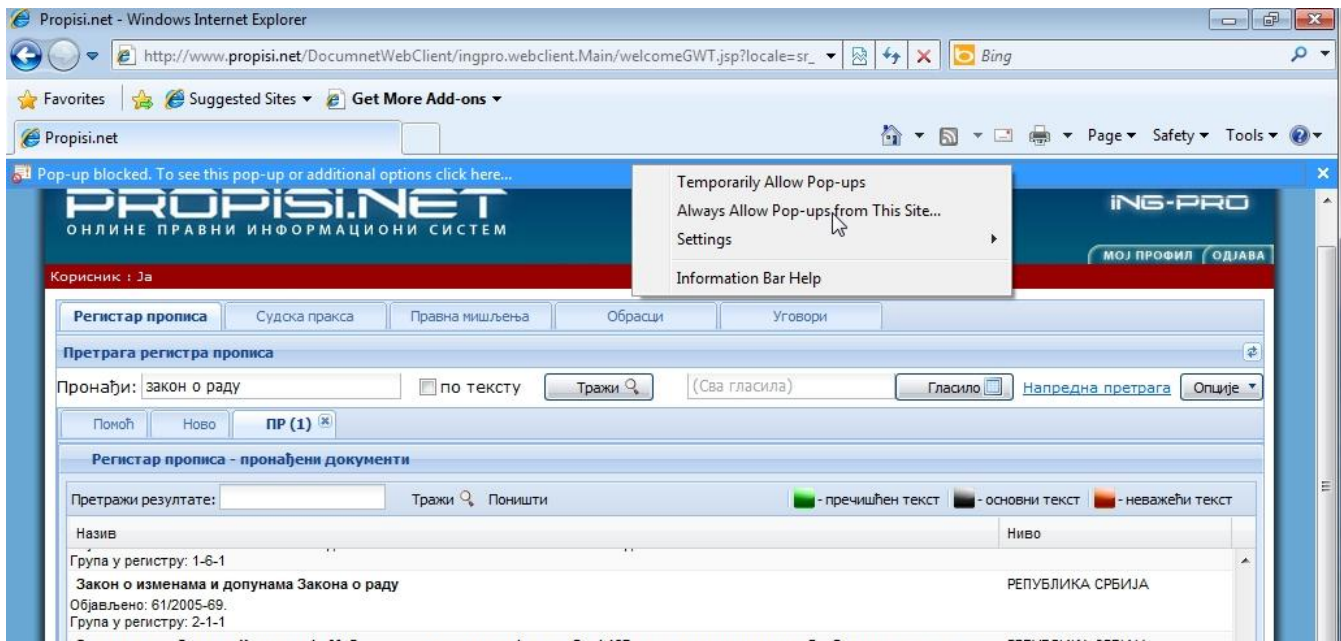 Propisi.net - Windows Internet Explorer
http://www.propisi.net/DocumnetWebClient/ingpro.webclient.Main/welcomeGWT.jsp?locale=sr_ Bing
Favorites Suggested Sites Get More Add-ons
Propisi.net Page Safety Tools
Pop-up blocked. To see this pop-up or additional options click here...
Temporarily Allow Pop-ups
Always Allow Pop-ups from This Site...
Settings
Information Bar Help
PROPISI.NET ING-PRO
ОНЛИНЕ ПРАВНИ ИНФОРМАЦИОНИ СИСТЕМ
МОЈ ПРОФИЛ ОДЈАВА
Корисник : Ја
Регистар прописа Судска пракса Правна мишљења Обрасци Уговори
Претрага регистра прописа
Пронађи: закон о раду по тексту Тражи (Сва гласила) Гласило Напредна претрага Опције
Помоћ Ново ПР (1)
Регистар прописа - пронађени документи
Претражи резултате: Тражи Поништи - пречишћен текст - основни текст - неважећи текст
Назив Ниво
Група у регистру: 1-6-1
Закон о изменама и допунама Закона о раду РЕПУБЛИКА СРБИЈА
Објављено: 61/2005-69.
Група у регистру: 2-1-1